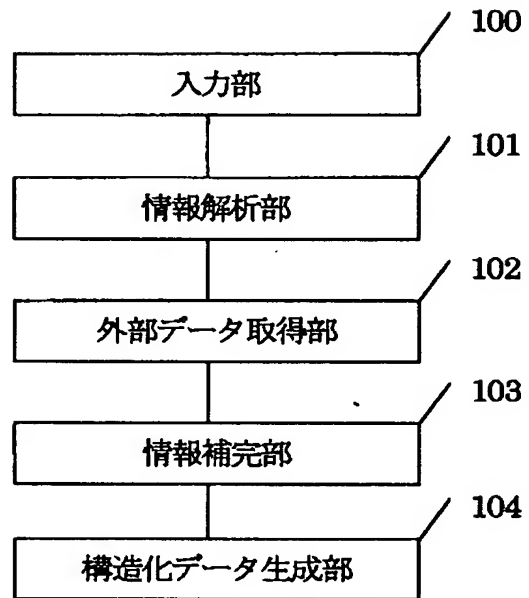 100
入力部
101
情報解析部
102
外部データ取得部
103
情報補完部
104
構造化データ生成部